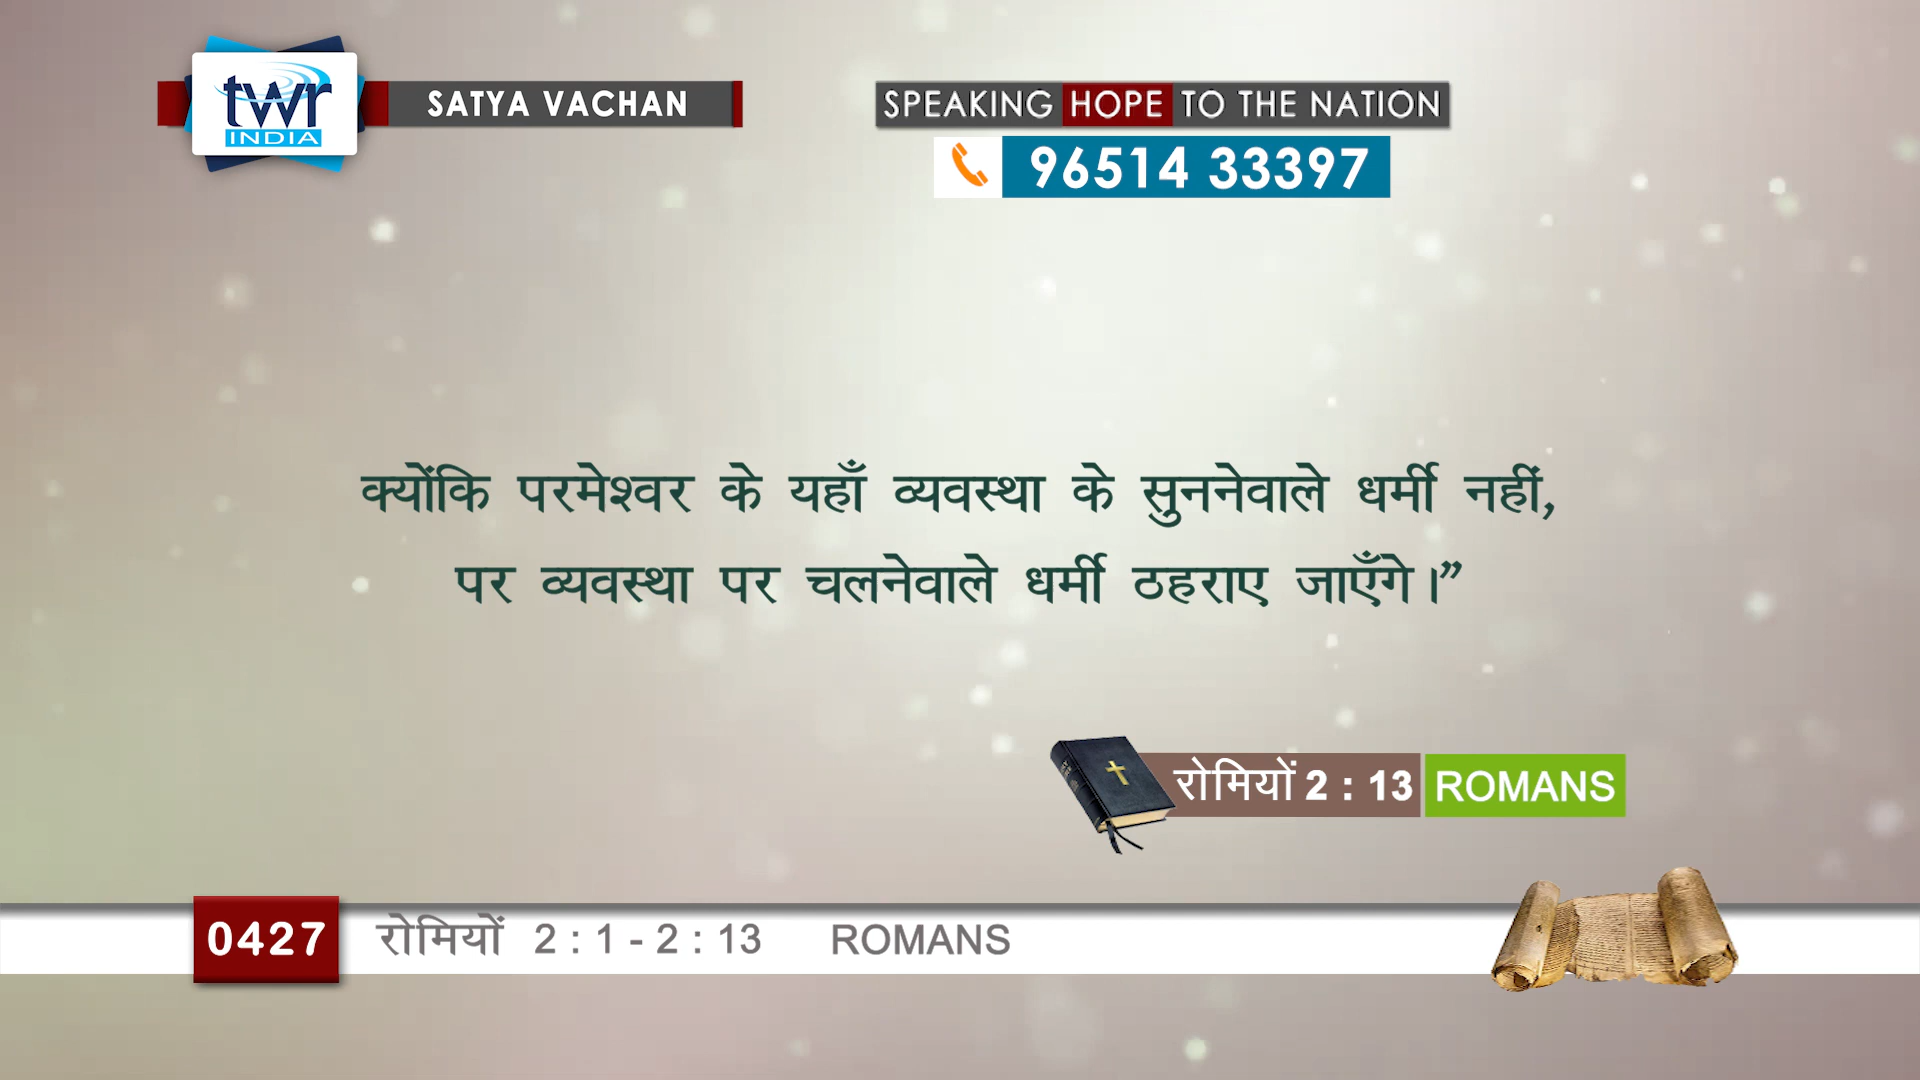 twr
INDIA
SATYA VACHAN
SPEAKING HOPE TO THE NATION
96514 33397
क्योंकि परमेश्वर के यहाँ व्यवस्था के सुननेवाले धर्मी नहीं,
पर व्यवस्था पर चलनेवाले धर्मी ठहराए जाएँगे।”
रोमियों 2 : 13 ROMANS
0427 रोमियों 2 : 1 - 2 : 13 ROMANS